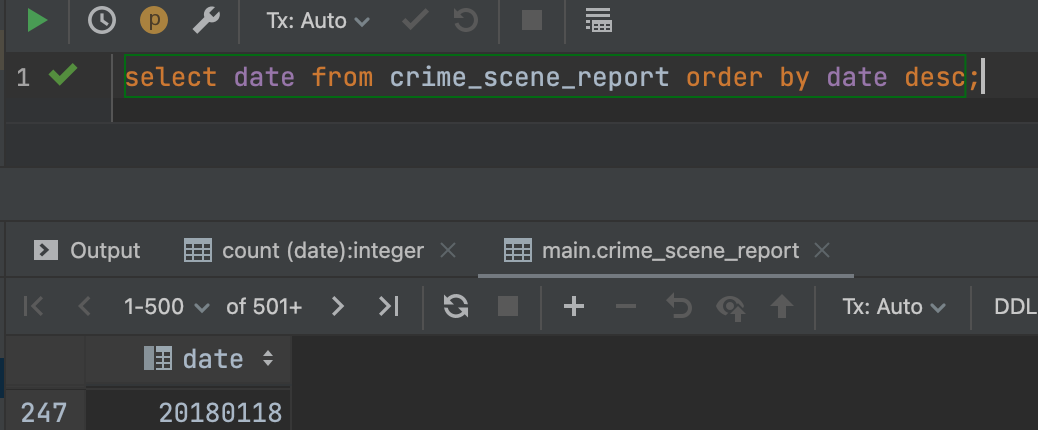 P Tx: Auto
1 select date from crime_scene_report order by date desc;
Output count (date):integer main.crime_scene_report
1-500 of 501+ Tx: Auto DDL
date
247 20180118